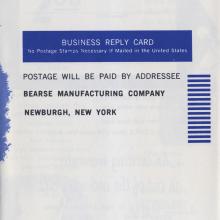 BUSINESS REPLY CARD
No Postage Stamps Necessary if Mailed in the United States
POSTAGE WILL BE PAID BY ADDRESSEE
BEARSE MANUFACTURING COMPANY
NEWBURGH, NEW YORK